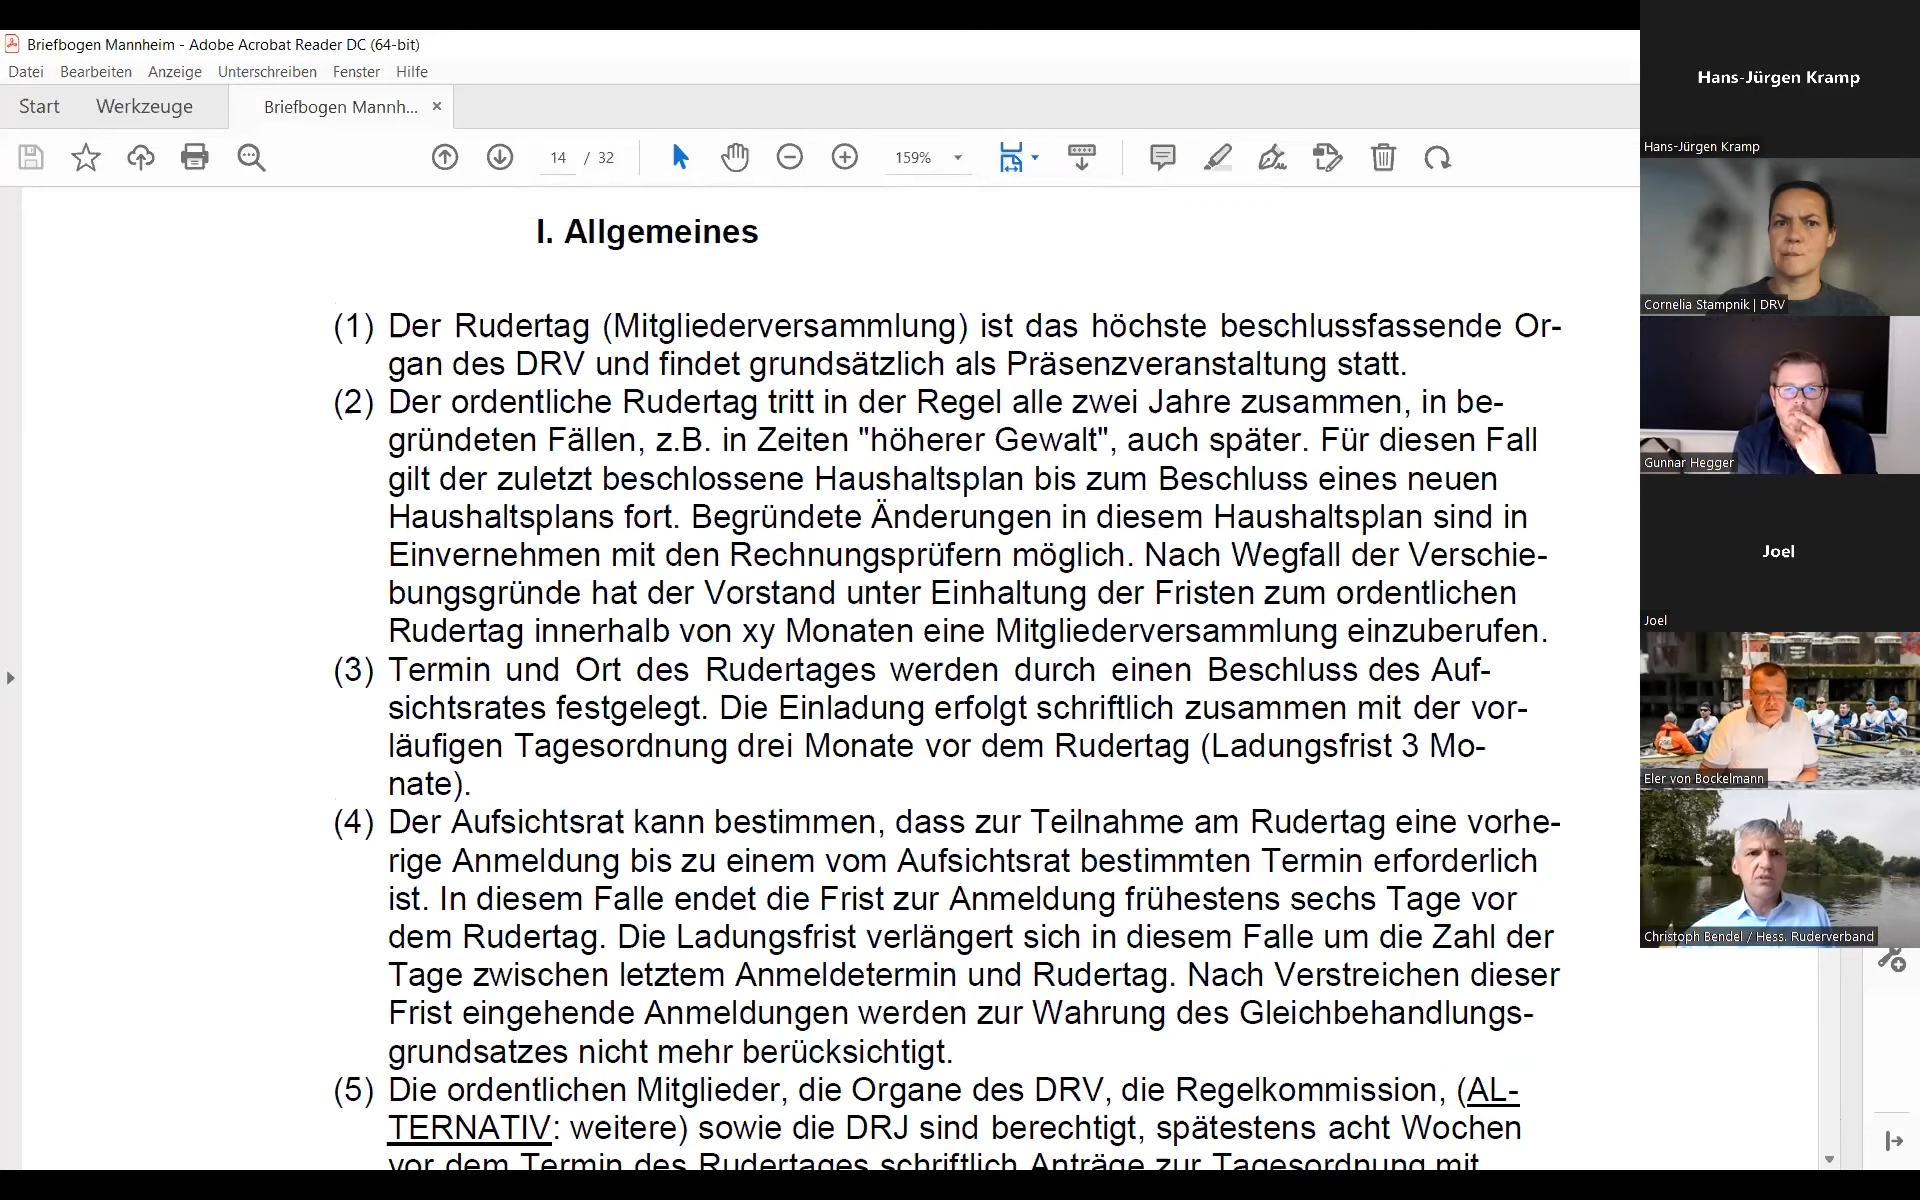 Briefbogen Mannheim - Adobe Acrobat Reader DC (64-bit)
Datei Bearbeiten Anzeige Unterschreiben Fenster Hilfe
Start Werkzeuge Briefbogen Mannh... ×
14 / 32 159%
I. Allgemeines
(1) Der Rudertag (Mitgliederversammlung) ist das höchste beschlussfassende Or-
gan des DRV und findet grundsätzlich als Präsenzveranstaltung statt.
(2) Der ordentliche Rudertag tritt in der Regel alle zwei Jahre zusammen, in be-
gründeten Fällen, z.B. in Zeiten "höherer Gewalt", auch später. Für diesen Fall
gilt der zuletzt beschlossene Haushaltsplan bis zum Beschluss eines neuen
Haushaltsplans fort. Begründete Änderungen in diesem Haushaltsplan sind in
Einvernehmen mit den Rechnungsprüfern möglich. Nach Wegfall der Verschie-
bungsgründe hat der Vorstand unter Einhaltung der Fristen zum ordentlichen
Rudertag innerhalb von xy Monaten eine Mitgliederversammlung einzuberufen.
(3) Termin und Ort des Rudertages werden durch einen Beschluss des Auf-
sichtsrates festgelegt. Die Einladung erfolgt schriftlich zusammen mit der vor-
läufigen Tagesordnung drei Monate vor dem Rudertag (Ladungsfrist 3 Mo-
nate).
(4) Der Aufsichtsrat kann bestimmen, dass zur Teilnahme am Rudertag eine vorhe-
rige Anmeldung bis zu einem vom Aufsichtsrat bestimmten Termin erforderlich
ist. In diesem Falle endet die Frist zur Anmeldung frühestens sechs Tage vor
dem Rudertag. Die Ladungsfrist verlängert sich in diesem Falle um die Zahl der
Tage zwischen letztem Anmeldetermin und Rudertag. Nach Verstreichen dieser
Frist eingehende Anmeldungen werden zur Wahrung des Gleichbehandlungs-
grundsatzes nicht mehr berücksichtigt.
(5) Die ordentlichen Mitglieder, die Organe des DRV, die Regelkommission, (AL-
TERNATIV: weitere) sowie die DRJ sind berechtigt, spätestens acht Wochen
vor dem Termin des Rudertages schriftlich Anträge zur Tagesordnung mit
Hans-Jürgen Kramp
Hans-Jürgen Kramp
Cornelia Stampnik | DRV
Gunnar Hegger
Joel
Joel
Eler von Bockelmann
Christoph Bendel / Hess. Ruderverband